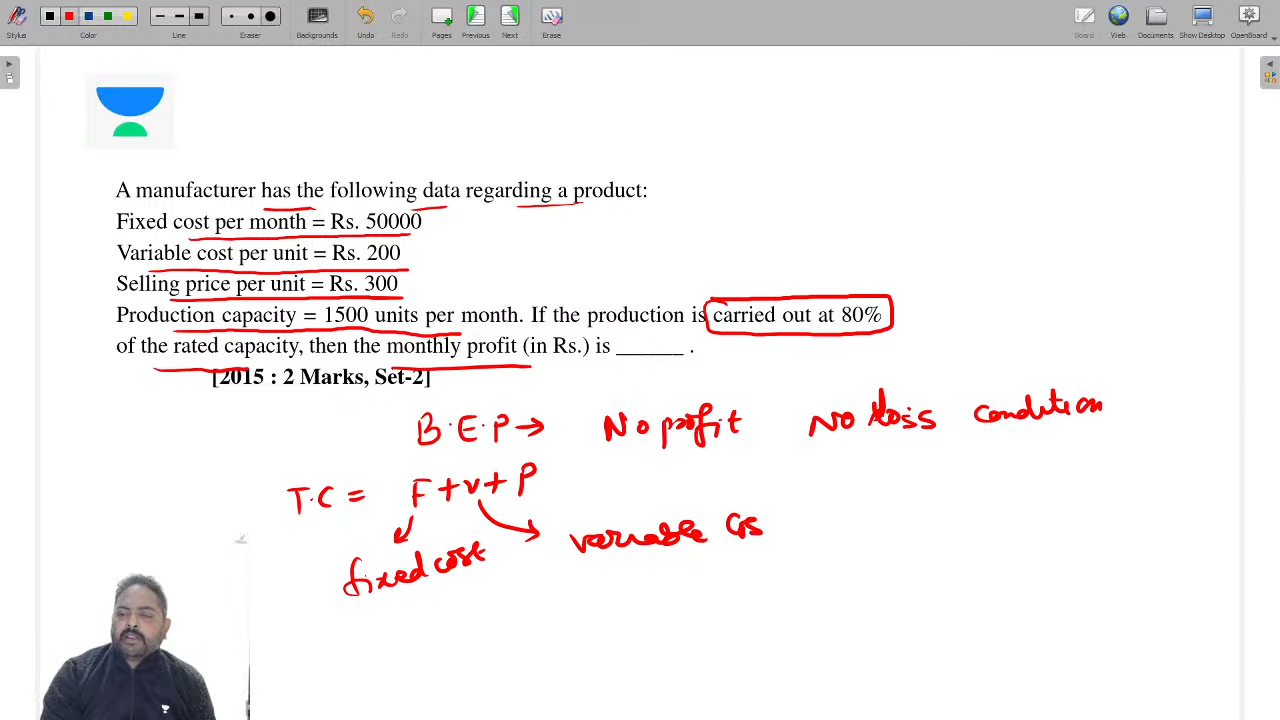 Stylus Color Line Eraser Backgrounds Undo Redo Pages Previous Next Erase Board Web Documents Show Desktop OpenBoard
A manufacturer has the following data regarding a product:
Fixed cost per month = Rs. 50000
Variable cost per unit = Rs. 200
Selling price per unit = Rs. 300
Production capacity = 1500 units per month. If the production is carried out at 80%
of the rated capacity, then the monthly profit (in Rs.) is ______ .
[2015 : 2 Marks, Set-2]
B.E.P → No profit No loss condition
T.C = F + v + P
fixed cost variable